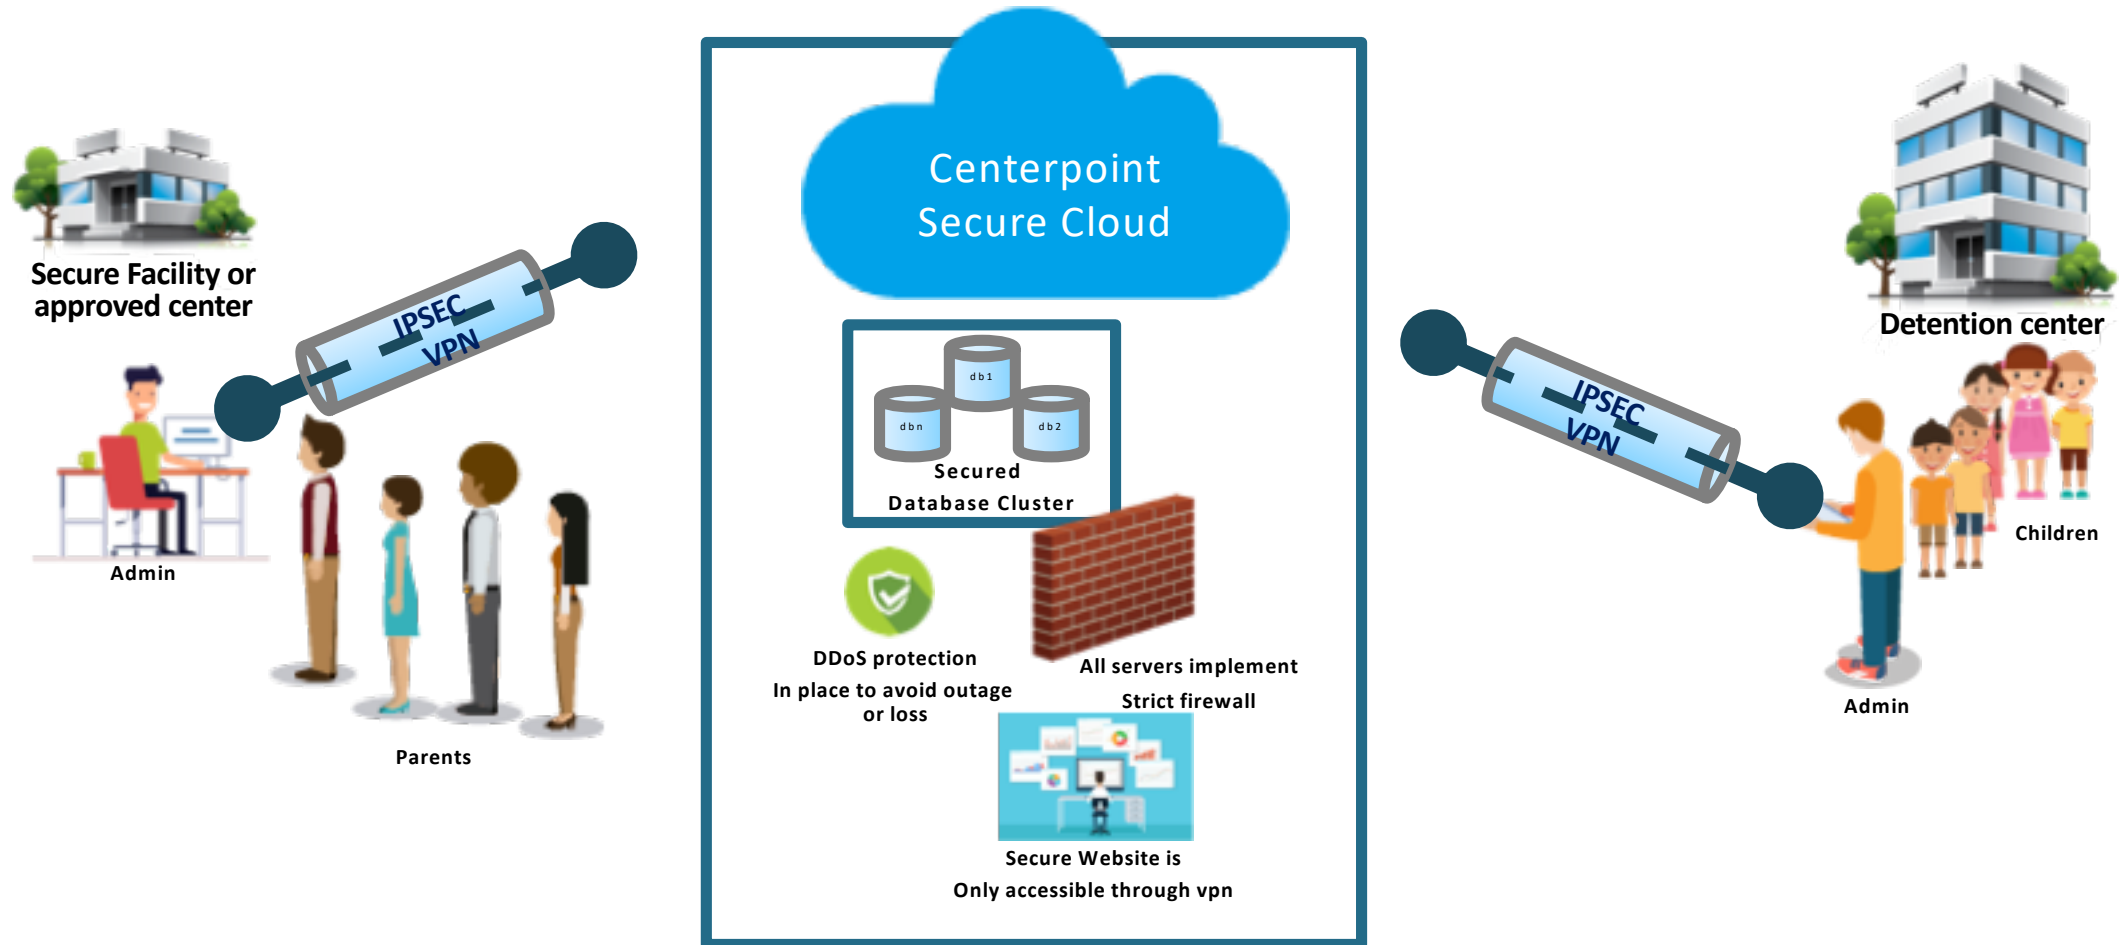 Centerpoint
Secure Cloud
Secure Facility or
approved center
IPSEC
VPN
Admin
Parents
db1
dbn
db2
Secured
Database Cluster
DDoS protection
In place to avoid outage
or loss
All servers implement
Strict firewall
Secure Website is
Only accessible through vpn
IPSEC
VPN
Detention center
Children
Admin